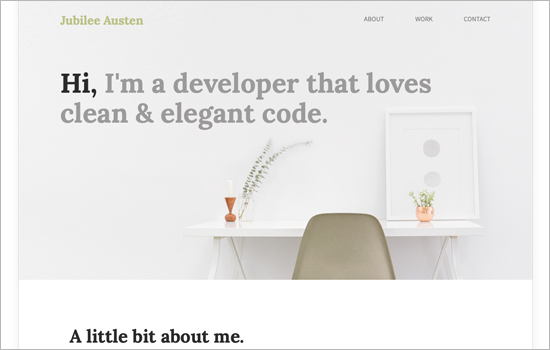 Jubilee Austen
ABOUT WORK CONTACT
Hi, I'm a developer that loves
clean & elegant code.
A little bit about me.